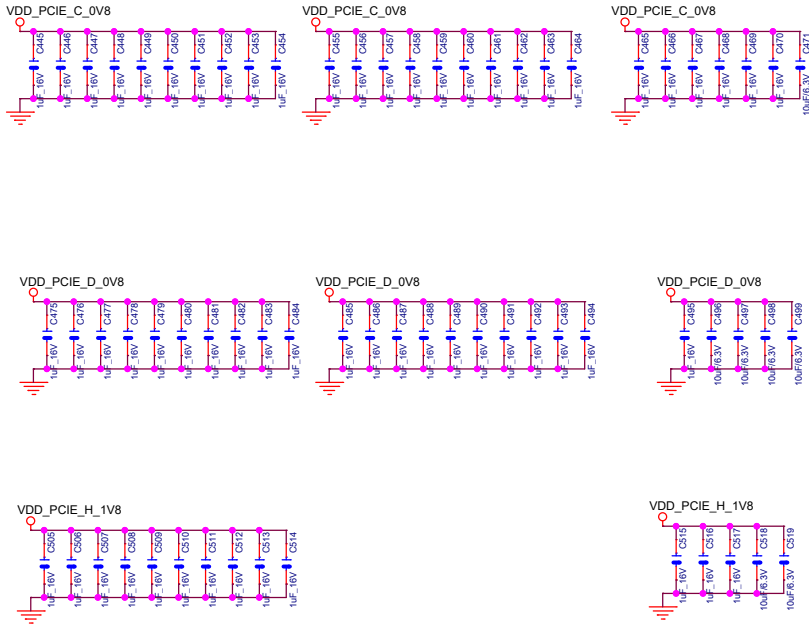 VDD_PCIE_C_0V8
C445
C446
C447
C448
C449
C450
C451
C452
C453
C454
1uF_16V
1uF_16V
1uF_16V
1uF_16V
1uF_16V
1uF_16V
1uF_16V
1uF_16V
1uF_16V
1uF_16V
VDD_PCIE_C_0V8
C455
C456
C457
C458
C459
C460
C461
C462
C463
C464
1uF_16V
1uF_16V
1uF_16V
1uF_16V
1uF_16V
1uF_16V
1uF_16V
1uF_16V
1uF_16V
1uF_16V
VDD_PCIE_C_0V8
C465
C466
C467
C468
C469
C470
C471
1uF_16V
1uF_16V
1uF_16V
1uF_16V
1uF_16V
1uF_16V
10uF/6.3V
VDD_PCIE_D_0V8
C475
C476
C477
C478
C479
C480
C481
C482
C483
C484
1uF_16V
1uF_16V
1uF_16V
1uF_16V
1uF_16V
1uF_16V
1uF_16V
1uF_16V
1uF_16V
1uF_16V
VDD_PCIE_D_0V8
C485
C486
C487
C488
C489
C490
C491
C492
C493
C494
1uF_16V
1uF_16V
1uF_16V
1uF_16V
1uF_16V
1uF_16V
1uF_16V
1uF_16V
1uF_16V
1uF_16V
VDD_PCIE_D_0V8
C495
C496
C497
C498
C499
1uF_16V
10uF/6.3V
10uF/6.3V
10uF/6.3V
10uF/6.3V
VDD_PCIE_H_1V8
C505
C506
C507
C508
C509
C510
C511
C512
C513
C514
1uF_16V
1uF_16V
1uF_16V
1uF_16V
1uF_16V
1uF_16V
1uF_16V
1uF_16V
1uF_16V
1uF_16V
VDD_PCIE_H_1V8
C515
C516
C517
C518
C519
1uF_16V
1uF_16V
1uF_16V
10uF/6.3V
10uF/6.3V